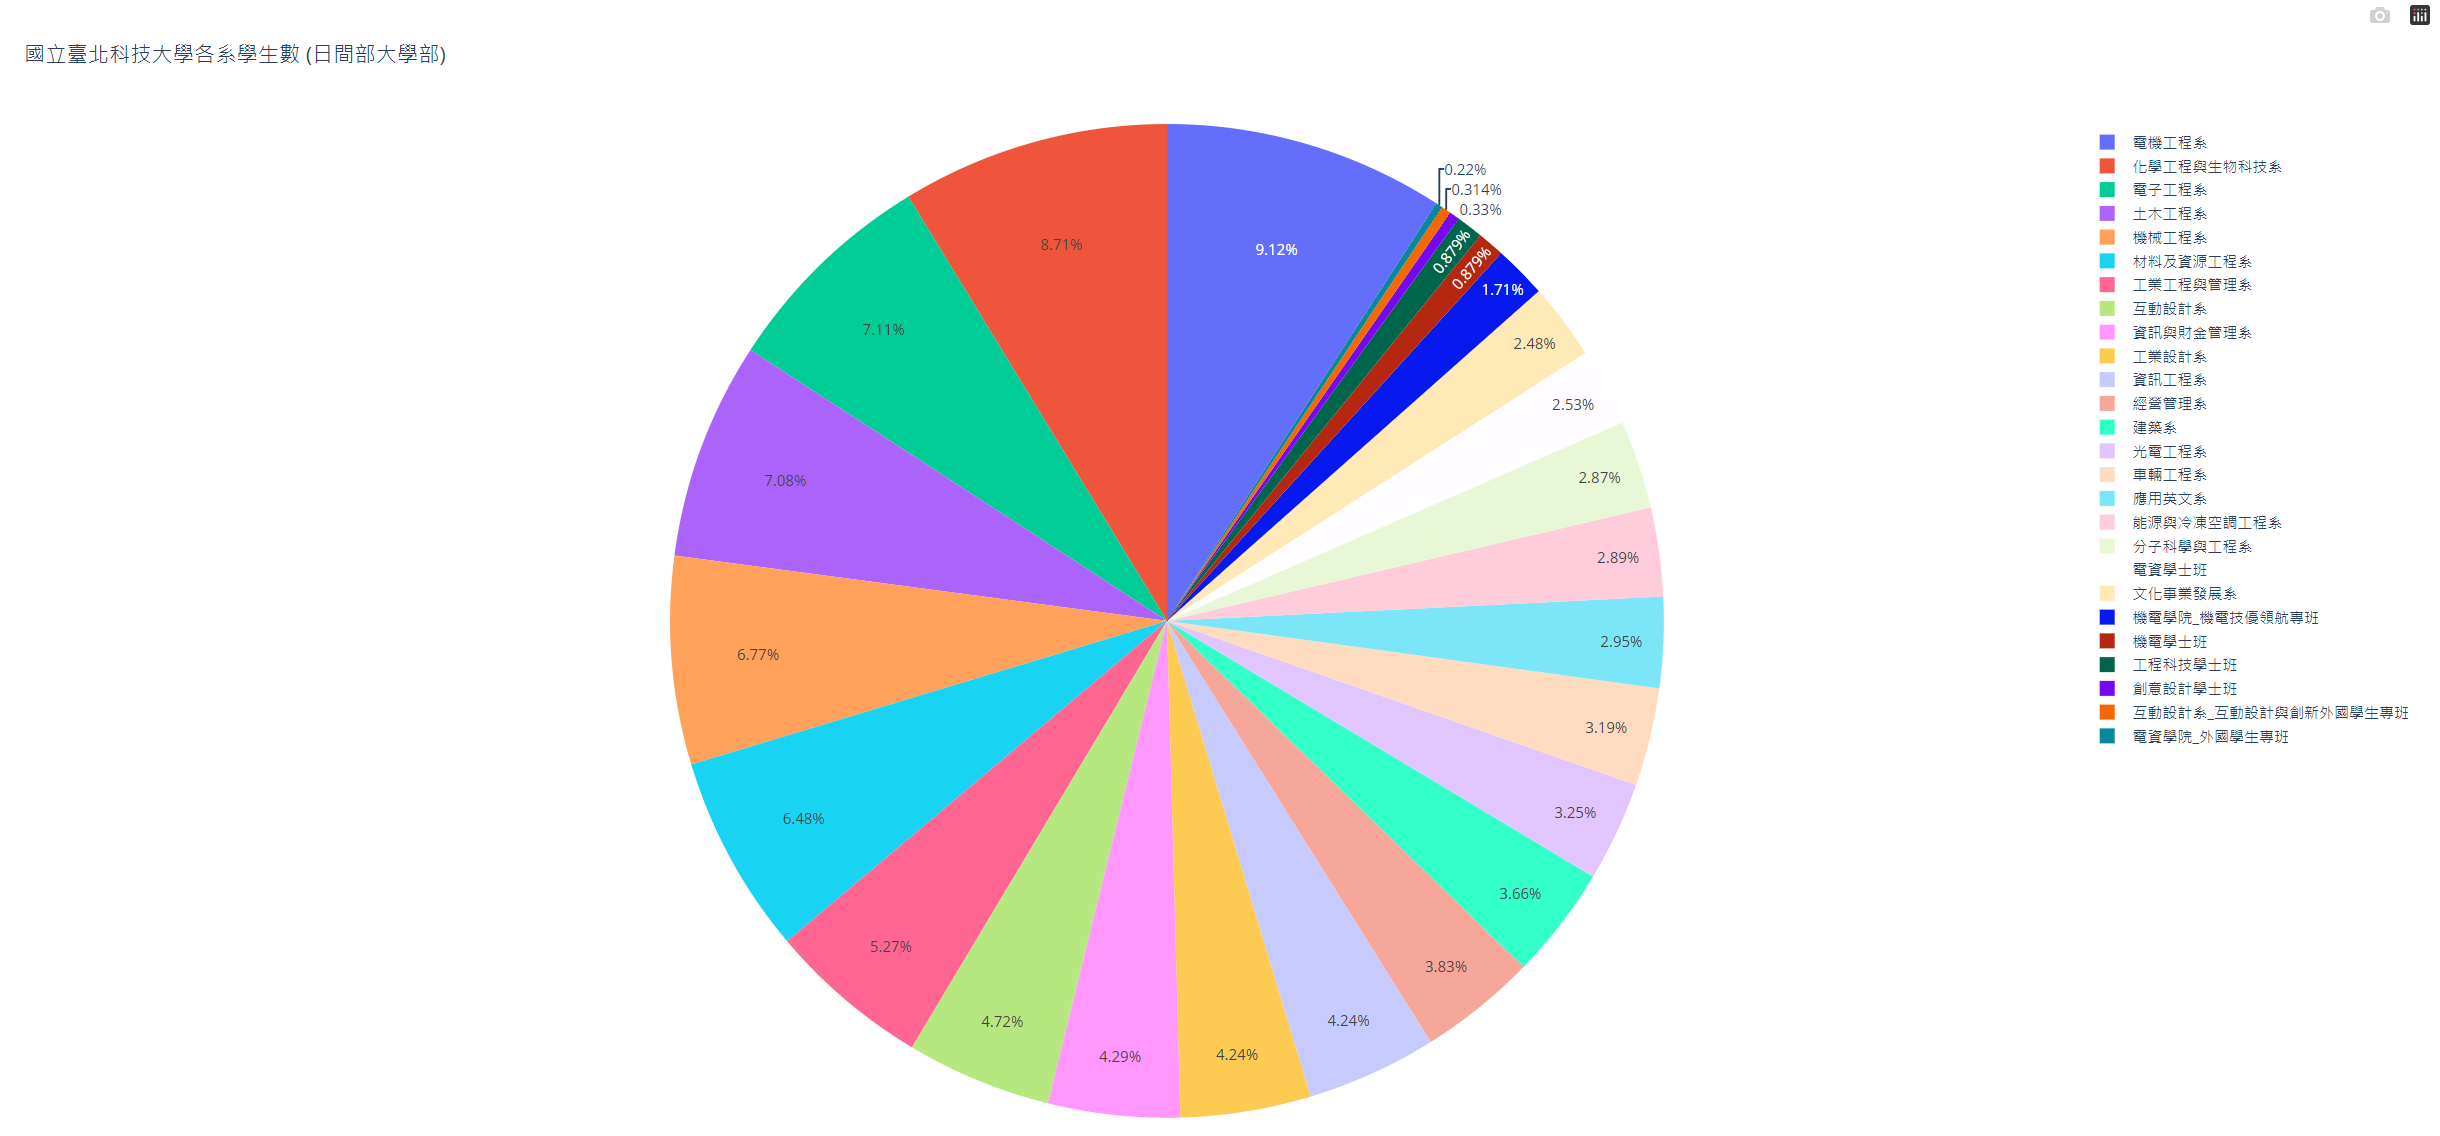 國立臺北科技大學各系學生數 (日間部大學部)
0.22%
0.314%
0.33%
0.879%
0.879%
1.71%
2.48%
2.53%
2.87%
2.89%
2.95%
3.19%
3.25%
3.66%
3.83%
4.24%
4.24%
4.29%
4.72%
5.27%
6.48%
6.77%
7.08%
7.11%
8.71%
9.12%
電機工程系
化學工程與生物科技系
電子工程系
土木工程系
機械工程系
材料及資源工程系
工業工程與管理系
互動設計系
資訊與財金管理系
工業設計系
資訊工程系
經營管理系
建築系
光電工程系
車輛工程系
應用英文系
能源與冷凍空調工程系
分子科學與工程系
電資學士班
文化事業發展系
機電學院_機電技優領航專班
機電學士班
工程科技學士班
創意設計學士班
互動設計系_互動設計與創新外國學生專班
電資學院_外國學生專班